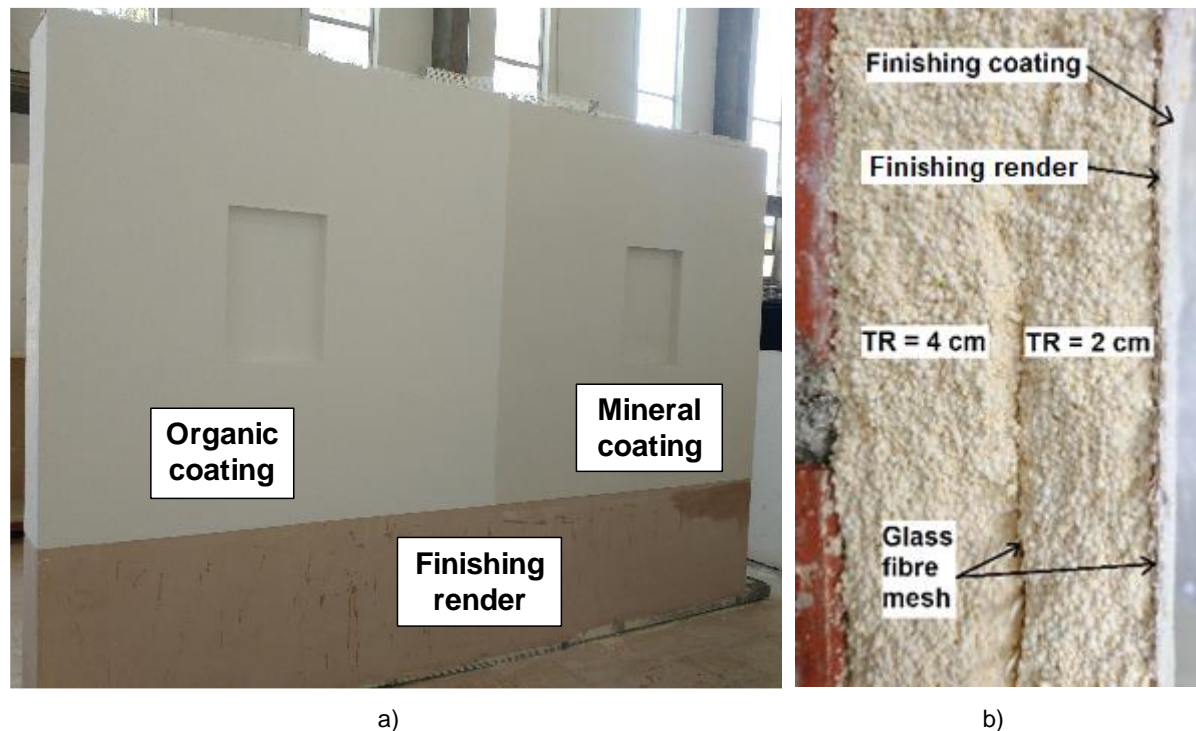 Organic
coating
Mineral
coating
Finishing
render
a)
Finishing coating
Finishing render
TR = 4 cm
TR = 2 cm
Glass
fibre
mesh
b)